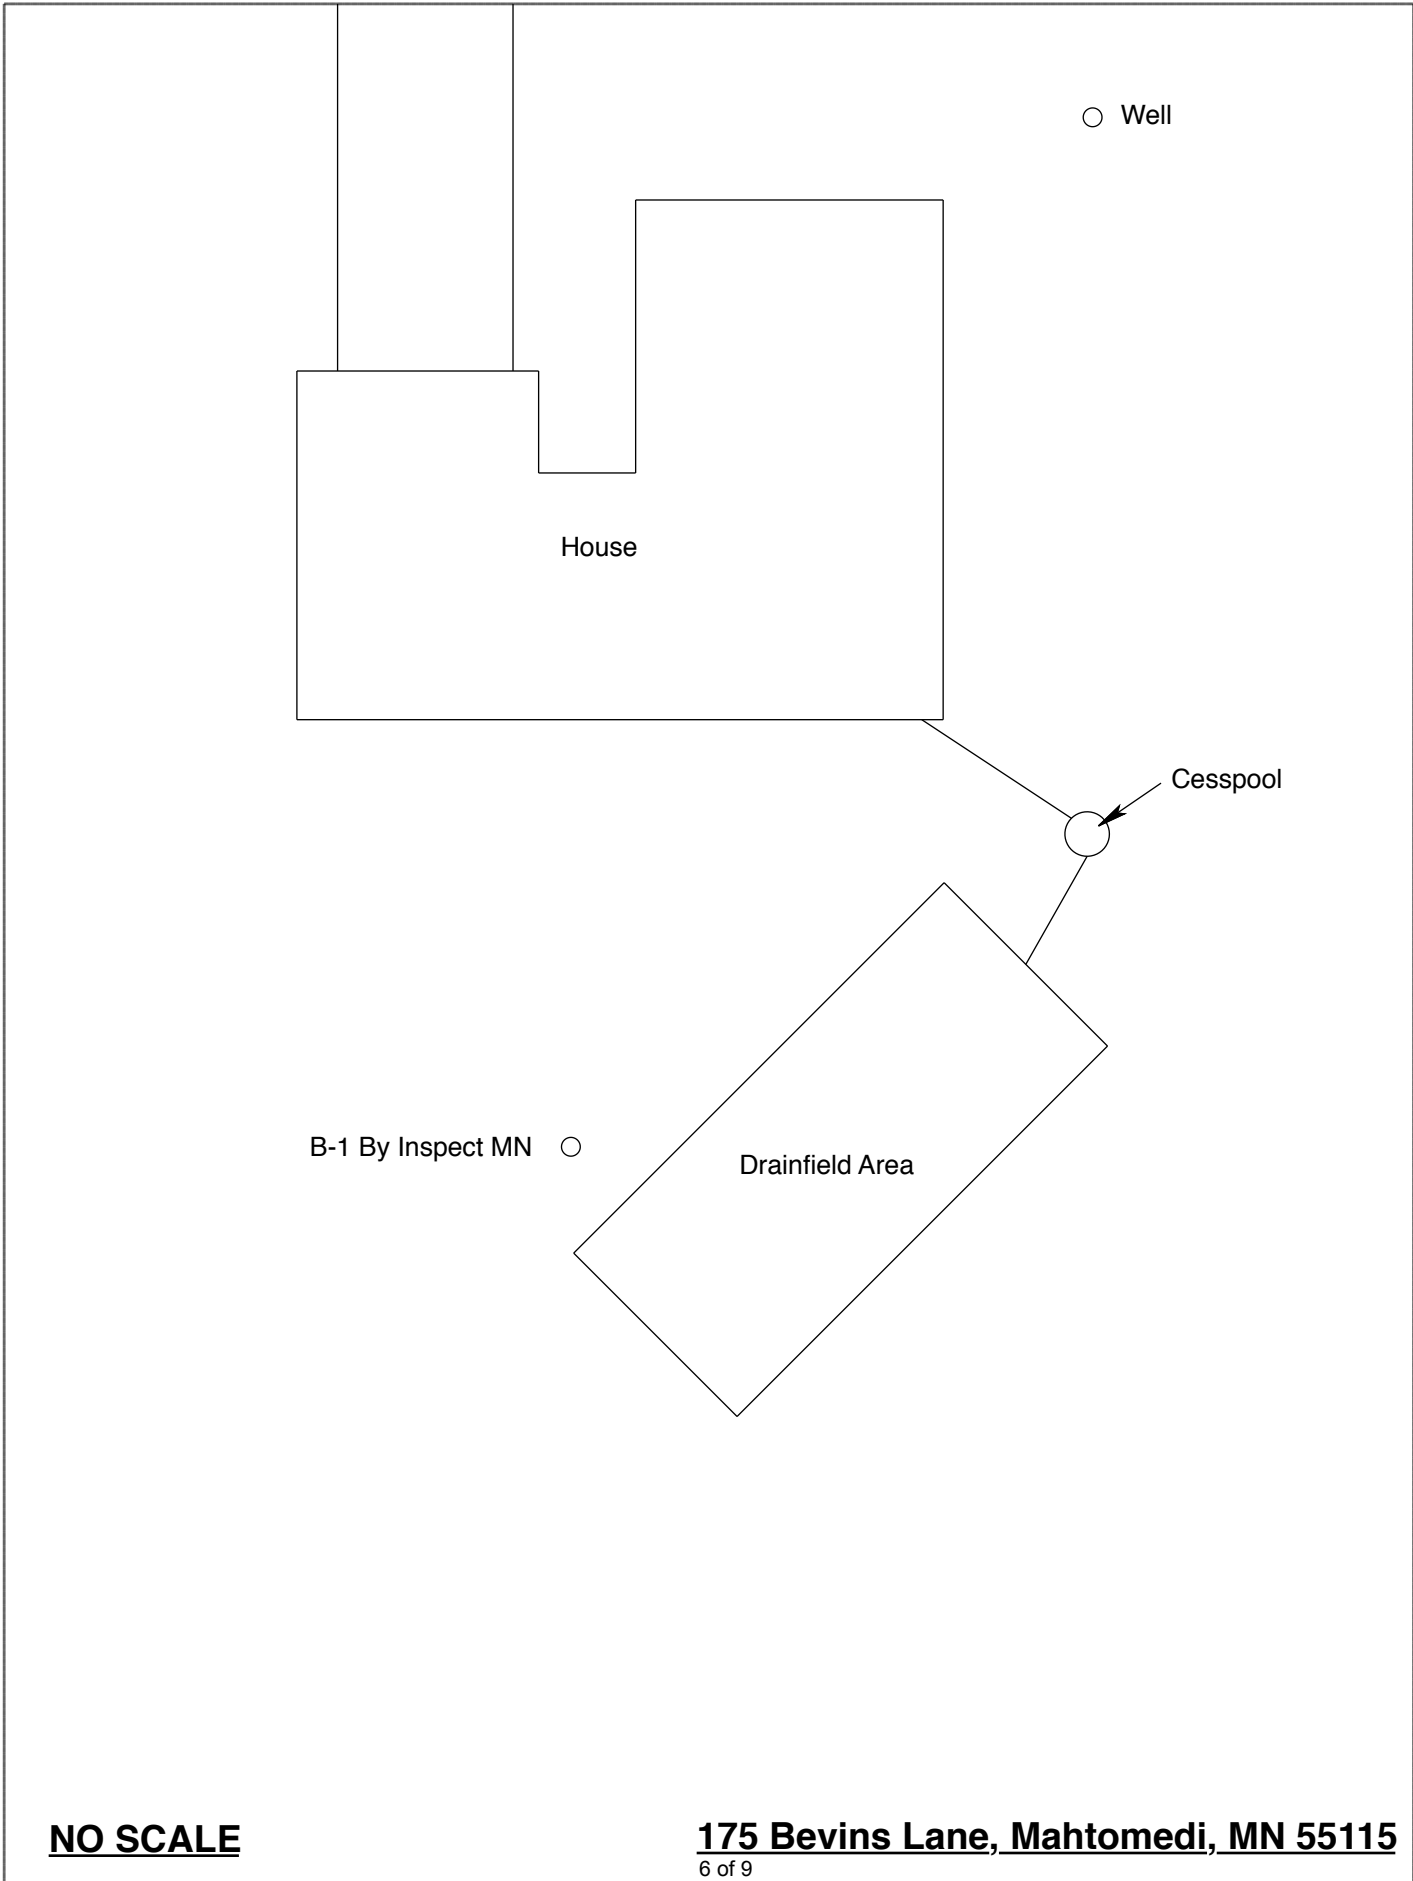 Well
House
Cesspool
B-1 By Inspect MN
Drainfield Area
NO SCALE
175 Bevins Lane, Mahtomedi, MN 55115
6 of 9